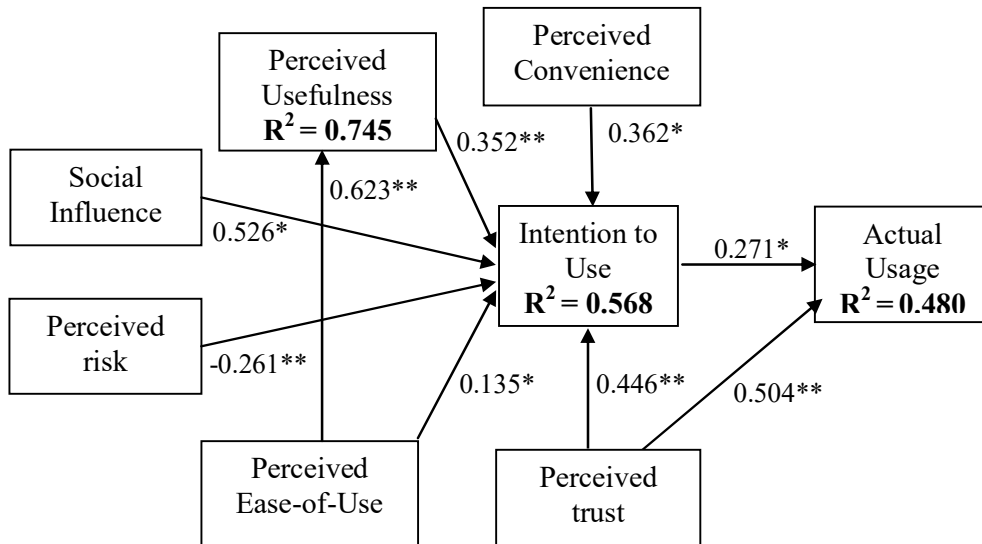 Perceived
Usefulness
R² = 0.745
Perceived
Convenience
0.352**
0.362*
Social
Influence
0.623**
0.526*
Intention to
Use
R² = 0.568
0.271*
Actual
Usage
R² = 0.480
Perceived
risk
-0.261**
0.135*
0.446**
0.504**
Perceived
Ease-of-Use
Perceived
trust